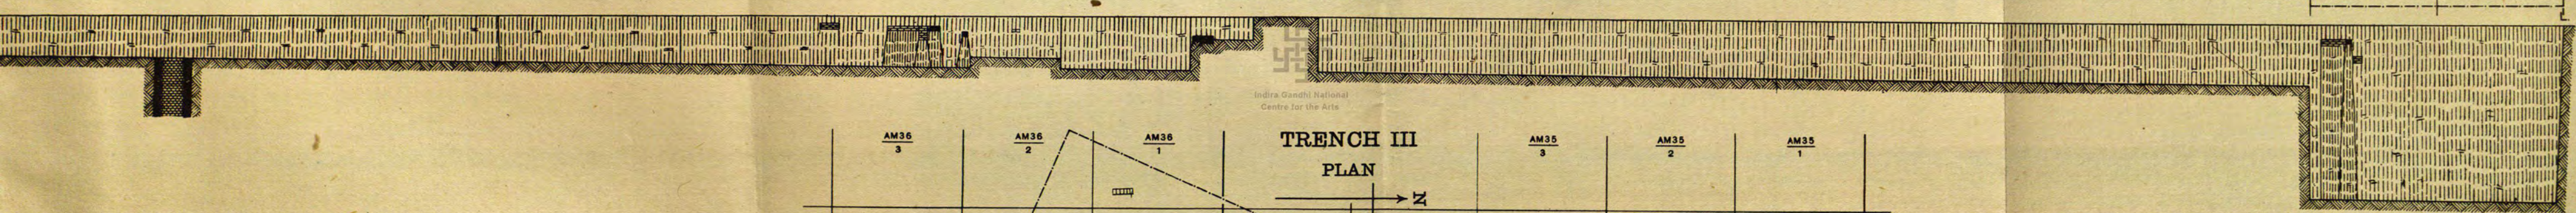 Indira Gandhi National
Centre for the Arts
AM36
3
AM36
2
AM36
1
TRENCH III
PLAN
N
AM35
3
AM35
2
AM35
1